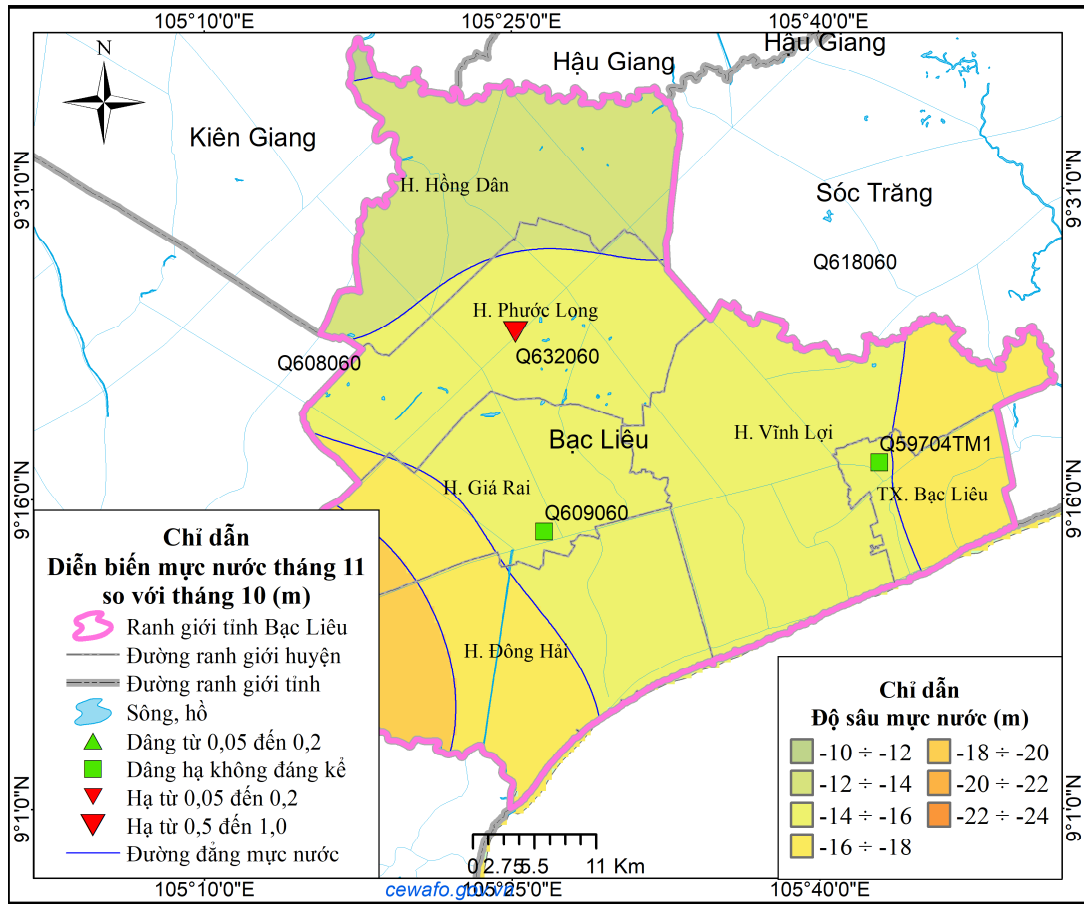 105°10'0"E
105°25'0"E
105°40'0"E
Hậu Giang
Hậu Giang
N
Kiên Giang
9°31'0"N
9°31'0"N
H. Hồng Dân
Sóc Trăng
Q618060
H. Phước Long
Q632060
Q608060
Bạc Liêu
H. Vĩnh Lợi
Q59704TM1
TX. Bạc Liêu
H. Giá Rai
Q609060
9°16'0"N
9°16'0"N
H. Đông Hải
Chỉ dẫn
Diễn biến mực nước tháng 11
so với tháng 10 (m)
Ranh giới tỉnh Bạc Liêu
Đường ranh giới huyện
Đường ranh giới tỉnh
Sông, hồ
Dâng từ 0,05 đến 0,2
Dâng hạ không đáng kể
Hạ từ 0,05 đến 0,2
Hạ từ 0,5 đến 1,0
Đường đẳng mực nước
Chỉ dẫn
Độ sâu mực nước (m)
-10 ÷ -12
-12 ÷ -14
-14 ÷ -16
-16 ÷ -18
-18 ÷ -20
-20 ÷ -22
-22 ÷ -24
9°1'0"N
9°1'0"N
0 2.75 5.5 11 Km
105°10'0"E
105°25'0"E
105°40'0"E
cewafo.gov.vn